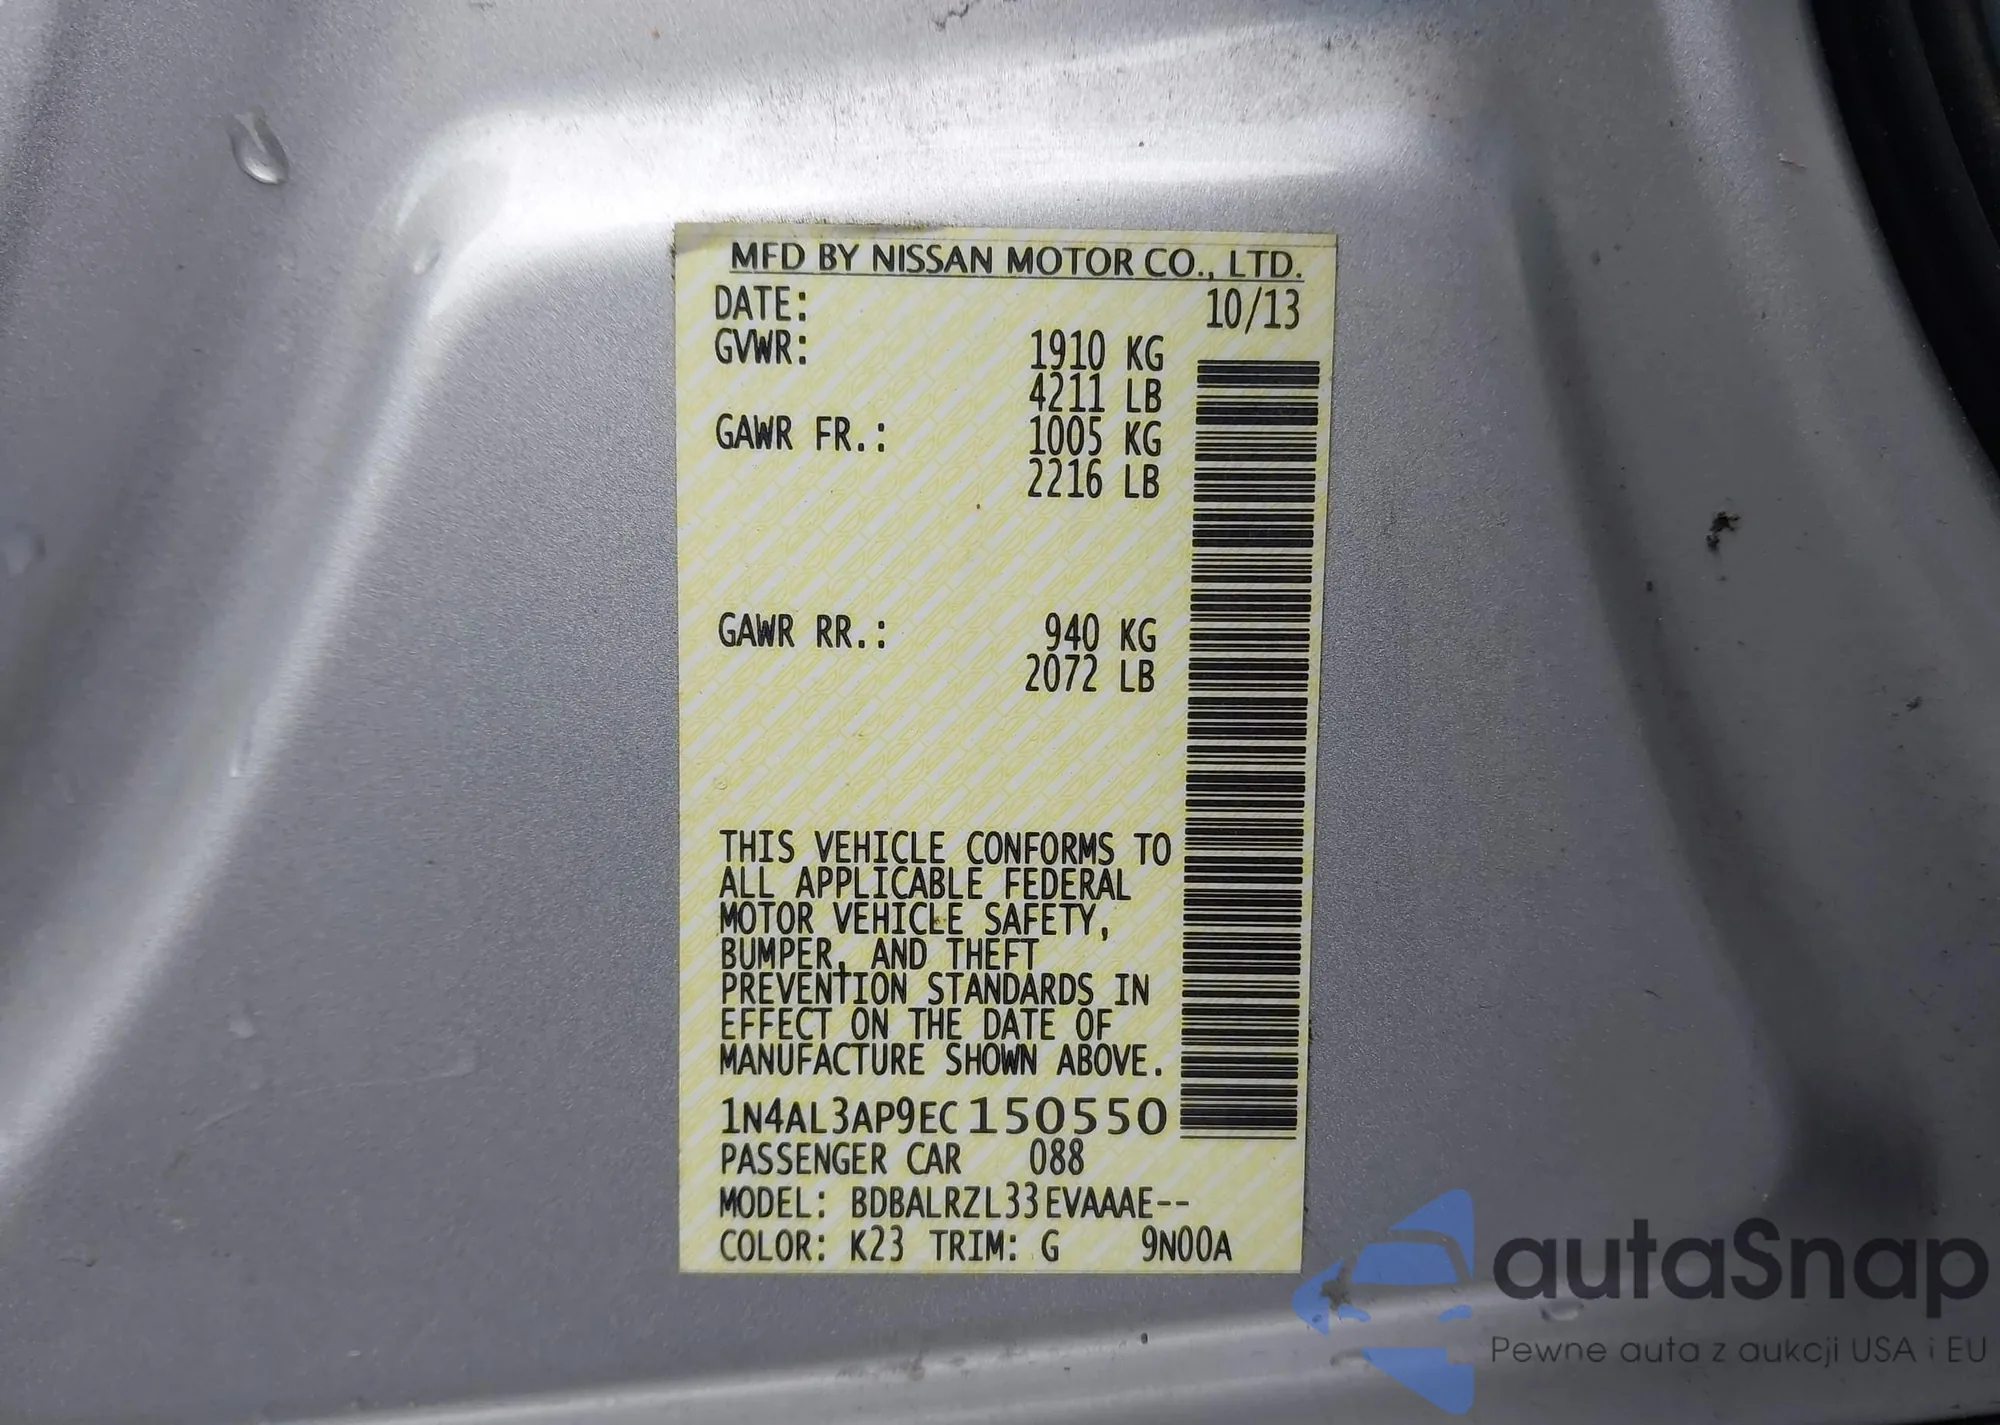 MFD BY NISSAN MOTOR CO., LTD.
DATE: 10/13
GVWR: 1910 KG
4211 LB
GAWR FR.: 1005 KG
2216 LB
GAWR RR.: 940 KG
2072 LB
THIS VEHICLE CONFORMS TO
ALL APPLICABLE FEDERAL
MOTOR VEHICLE SAFETY,
BUMPER, AND THEFT
PREVENTION STANDARDS IN
EFFECT ON THE DATE OF
MANUFACTURE SHOWN ABOVE.
1N4AL3AP9EC150550
PASSENGER CAR 088
MODEL: BDBALRZL33EVAAAE--
COLOR: K23 TRIM: G 9N00A
autaSnap
Pewne auta z aukcji USA i EU